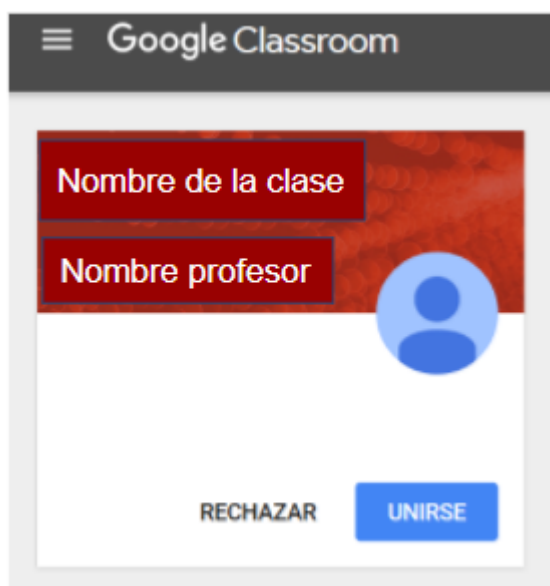 Google Classroom
Nombre de la clase
Nombre profesor
RECHAZAR UNIRSE